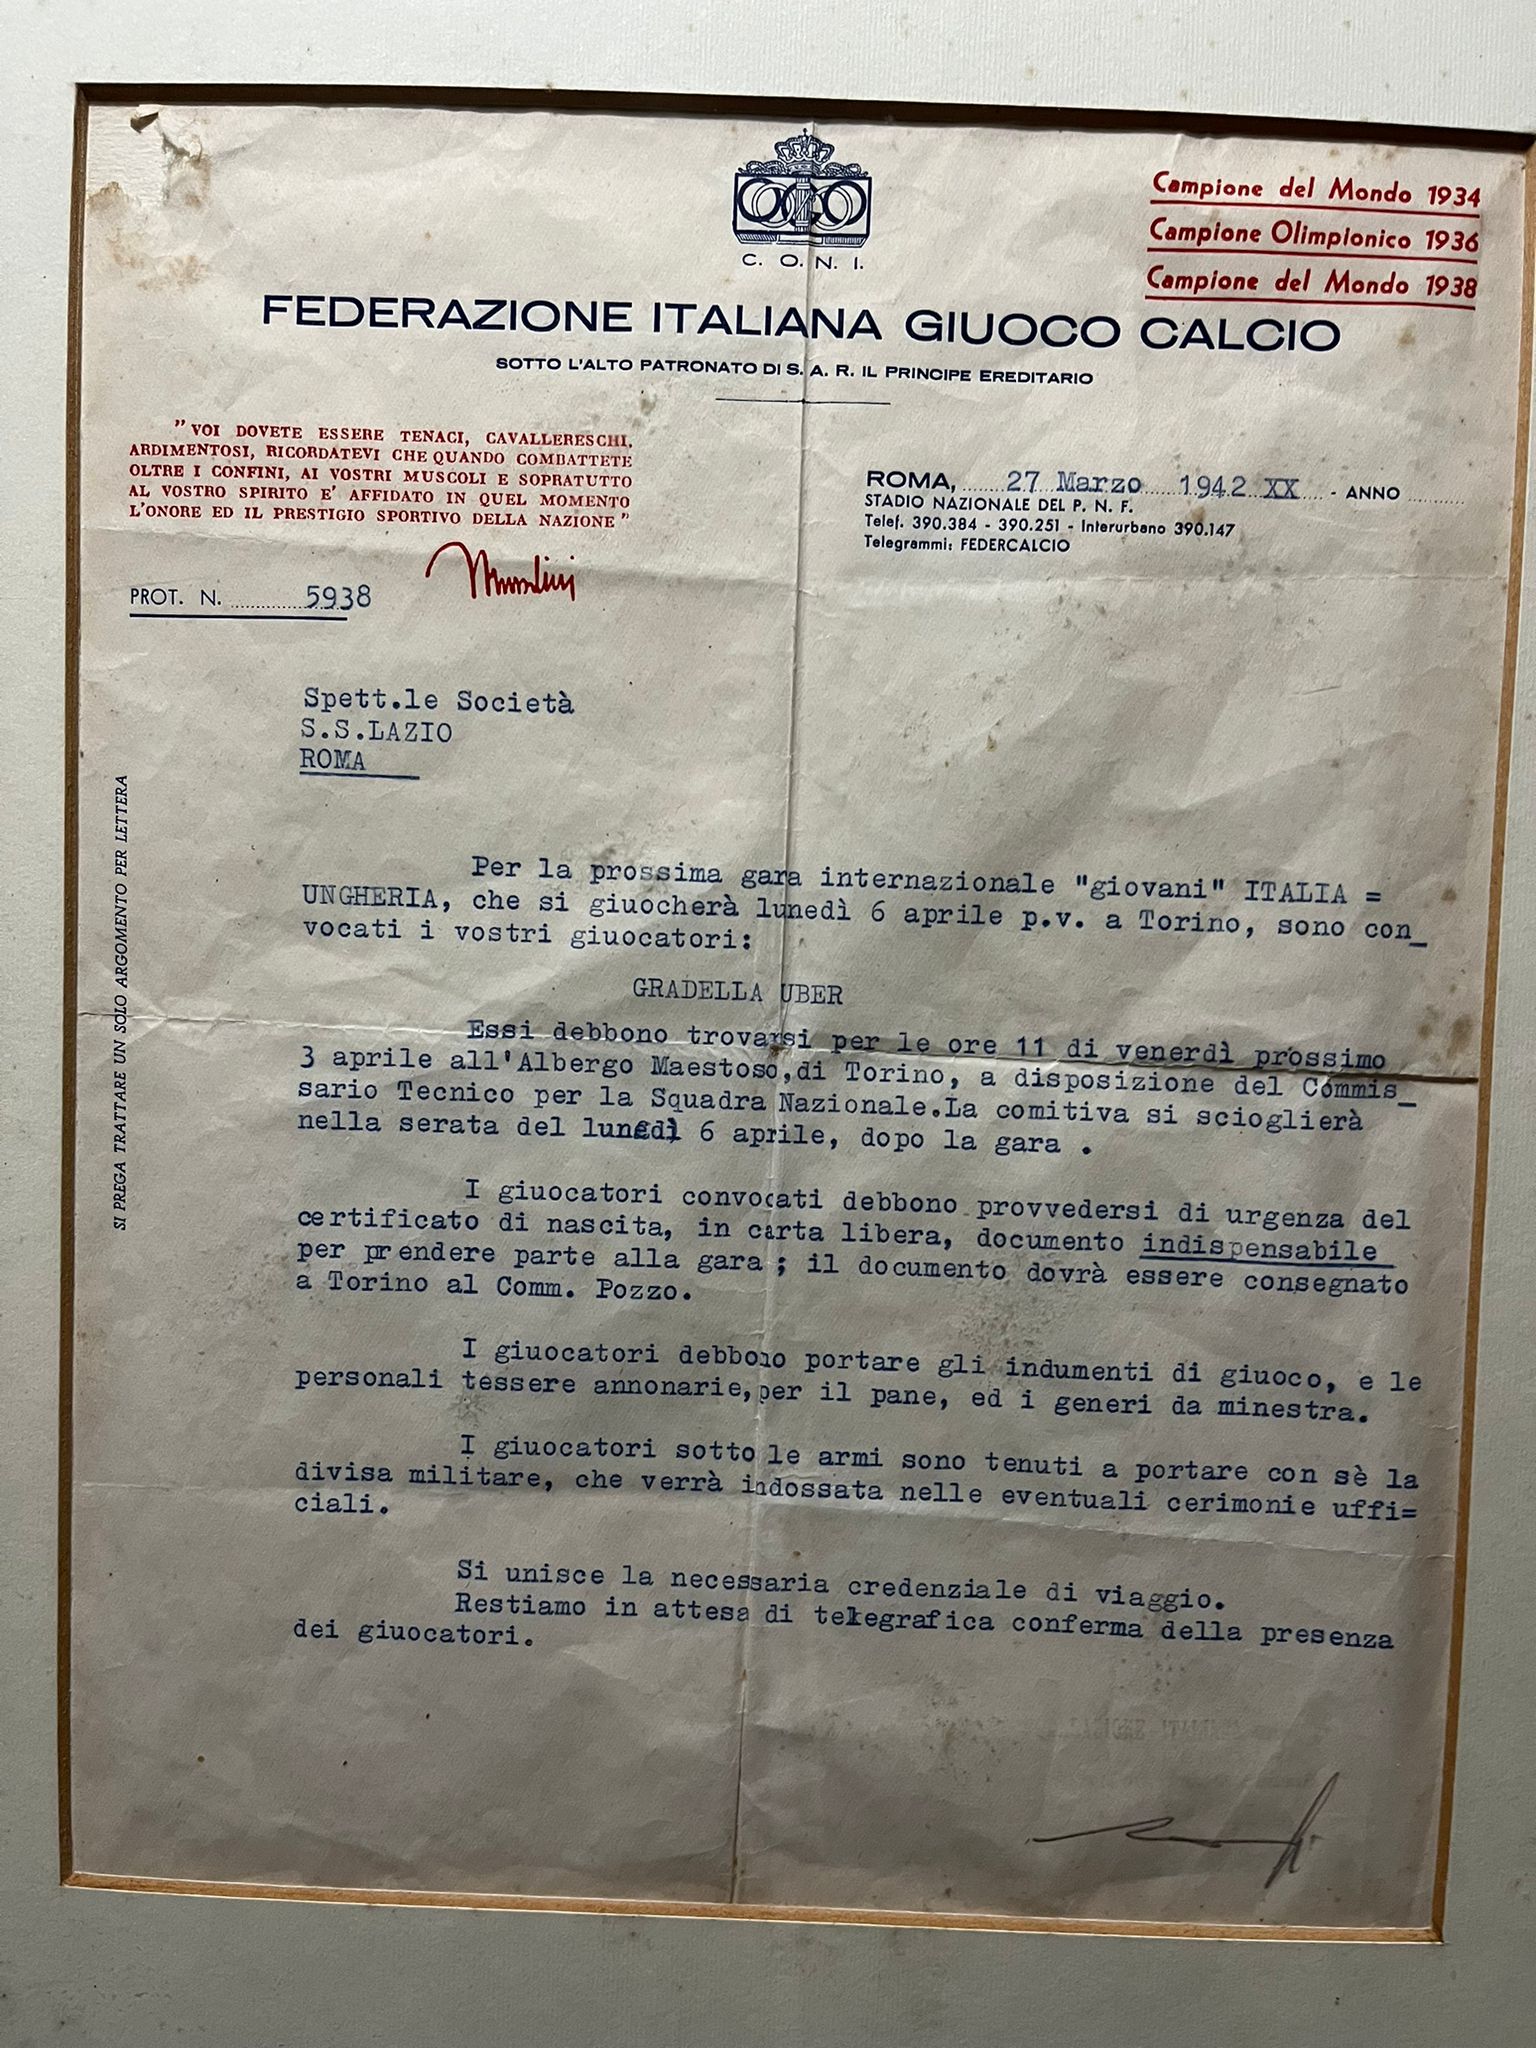 C. O. N. I.
Campione del Mondo 1934
Campione Olimpionico 1936
Campione del Mondo 1938
FEDERAZIONE ITALIANA GIUOCO CALCIO
SOTTO L'ALTO PATRONATO DI S. A. R. IL PRINCIPE EREDITARIO
" VOI DOVETE ESSERE TENACI, CAVALLERESCHI,
ARDIMENTOSI, RICORDATEVI CHE QUANDO COMBATTETE
OLTRE I CONFINI, AI VOSTRI MUSCOLI E SOPRATUTTO
AL VOSTRO SPIRITO E' AFFIDATO IN QUEL MOMENTO
L'ONORE ED IL PRESTIGIO SPORTIVO DELLA NAZIONE "
Mussolini
PROT. N. 5938
ROMA, 27 Marzo 1942 XX - ANNO
STADIO NAZIONALE DEL P. N. F.
Telef. 390.384 - 390.251 - Interurbano 390.147
Telegrammi: FEDERCALCIO
Spett.le Società
S.S.LAZIO
ROMA
SI PREGA TRATTARE UN SOLO ARGOMENTO PER LETTERA
Per la prossima gara internazionale "giovani" ITALIA =
UNGHERIA, che si giuocherà lunedì 6 aprile p.v. a Torino, sono con_
vocati i vostri giuocatori:
GRADELLA UBER
Essi debbono trovarsi per le ore 11 di venerdì prossimo
3 aprile all'Albergo Maestoso,di Torino, a disposizione del Commis_
sario Tecnico per la Squadra Nazionale.La comitiva si scioglierà
nella serata del lunedì 6 aprile, dopo la gara .
I giuocatori convocati debbono provvedersi di urgenza del
certificato di nascita, in carta libera, documento indispensabile
per prendere parte alla gara ; il documento dovrà essere consegnato
a Torino al Comm. Pozzo.
I giuocatori debbono portare gli indumenti di giuoco, e le
personali tessere annonarie,per il pane, ed i generi da minestra.
I giuocatori sotto le armi sono tenuti a portare con sè la
divisa militare, che verrà indossata nelle eventuali cerimonie uffi=
ciali.
Si unisce la necessaria credenziale di viaggio.
Restiamo in attesa di telegrafica conferma della presenza
dei giuocatori.